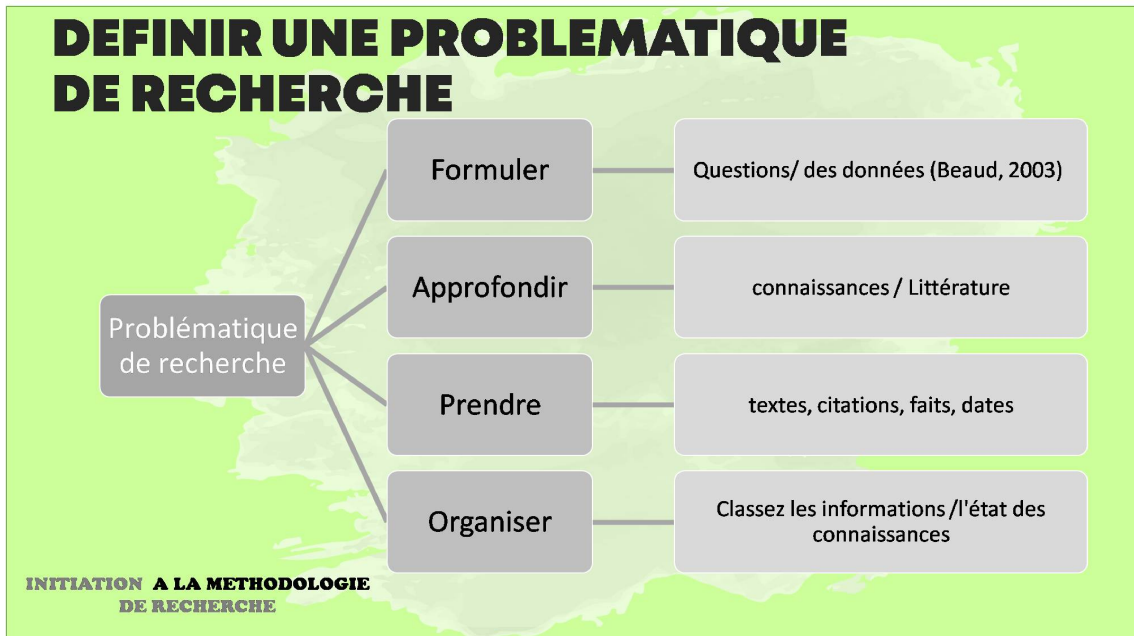 DEFINIR UNE PROBLEMATIQUE
DE RECHERCHE
Problématique
de recherche
Formuler
Questions/ des données (Beaud, 2003)
Approfondir
connaissances / Littérature
Prendre
textes, citations, faits, dates
Organiser
Classez les informations /l'état des
connaissances
INITIATION A LA METHODOLOGIE
DE RECHERCHE